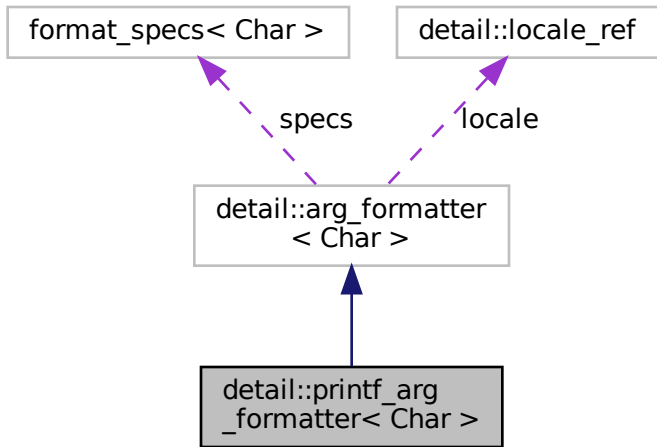 format_specs< Char >
detail::locale_ref
specs
locale
detail::arg_formatter
< Char >
detail::printf_arg
_formatter< Char >